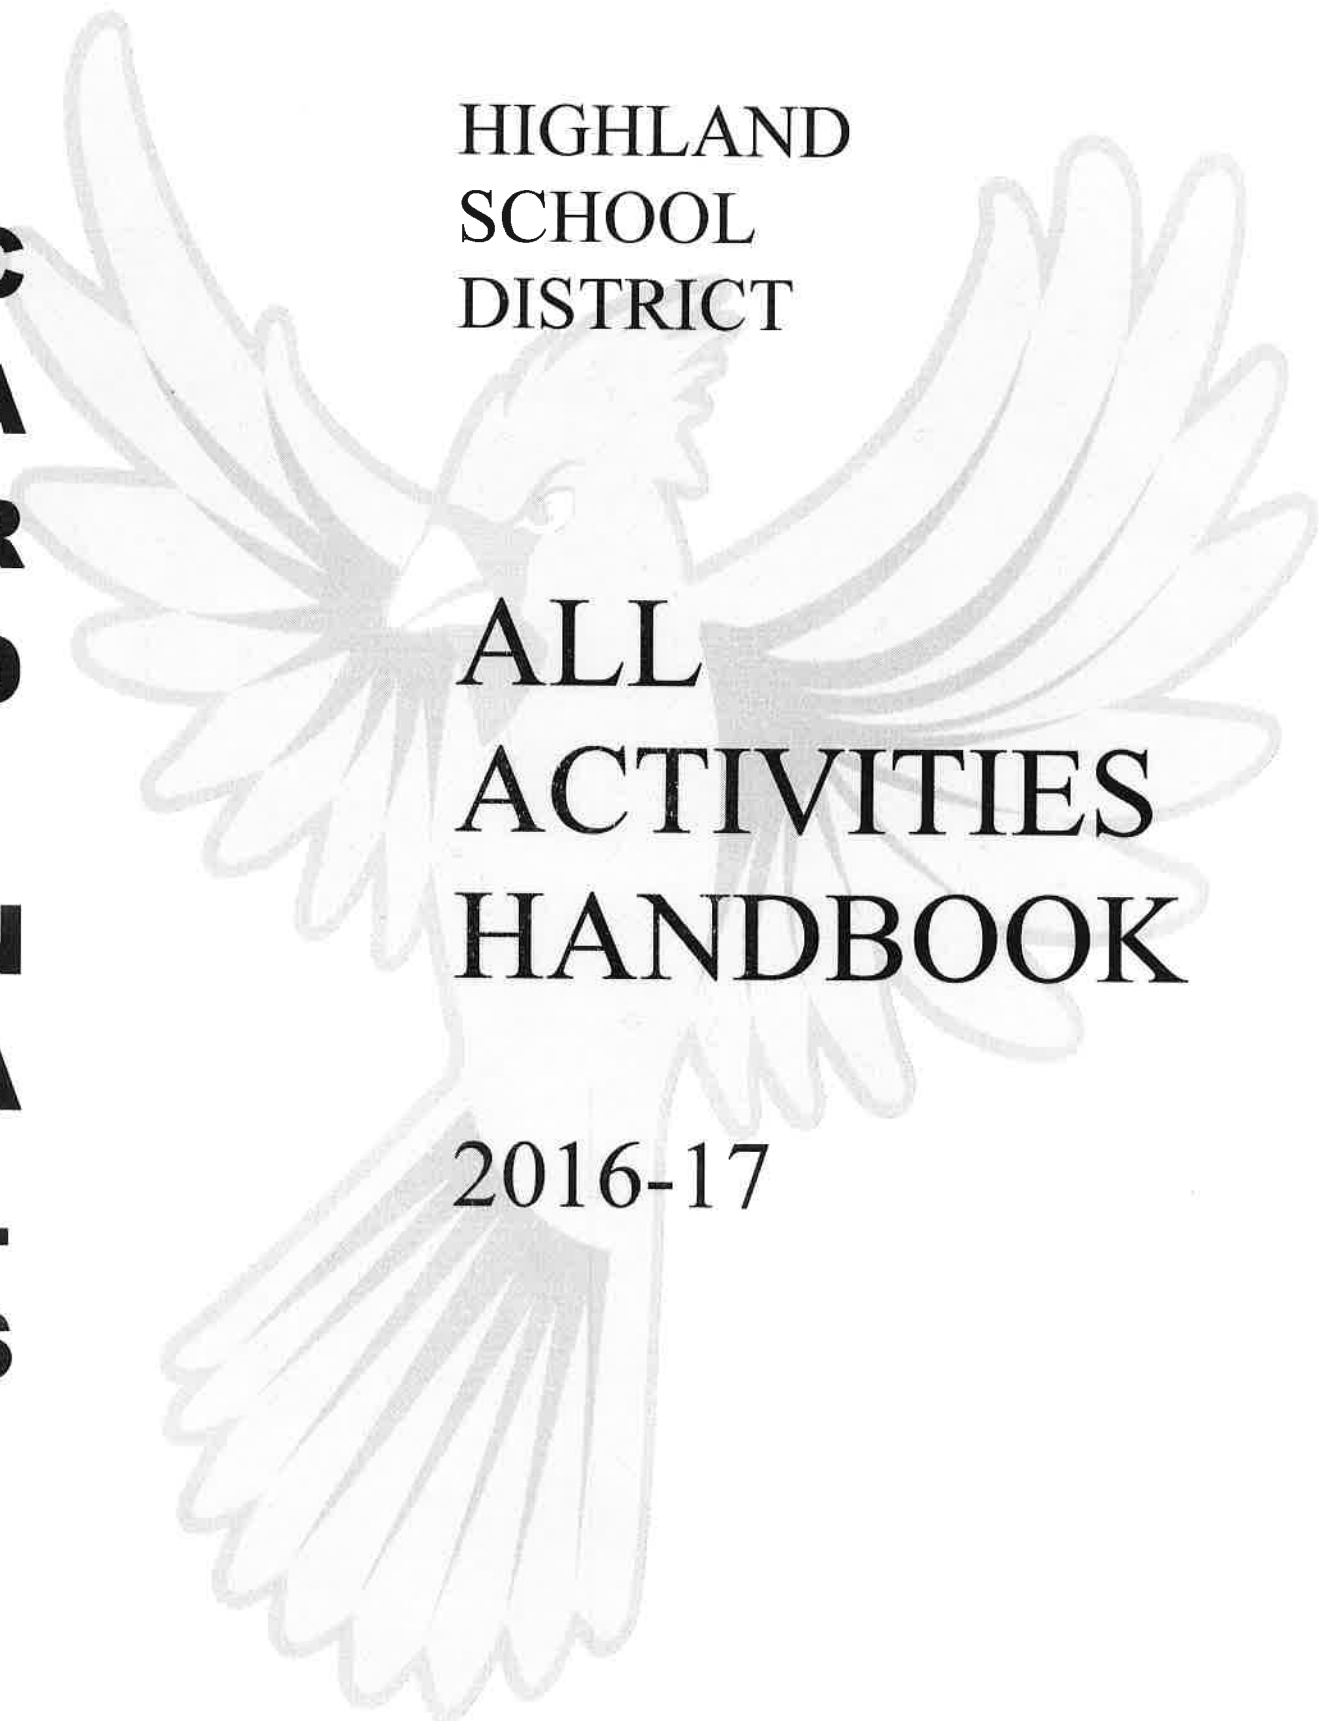 C
A
R
D
N
A
S
HIGHLAND
SCHOOL
DISTRICT
ALL
ACTIVITIES
HANDBOOK
2016-17